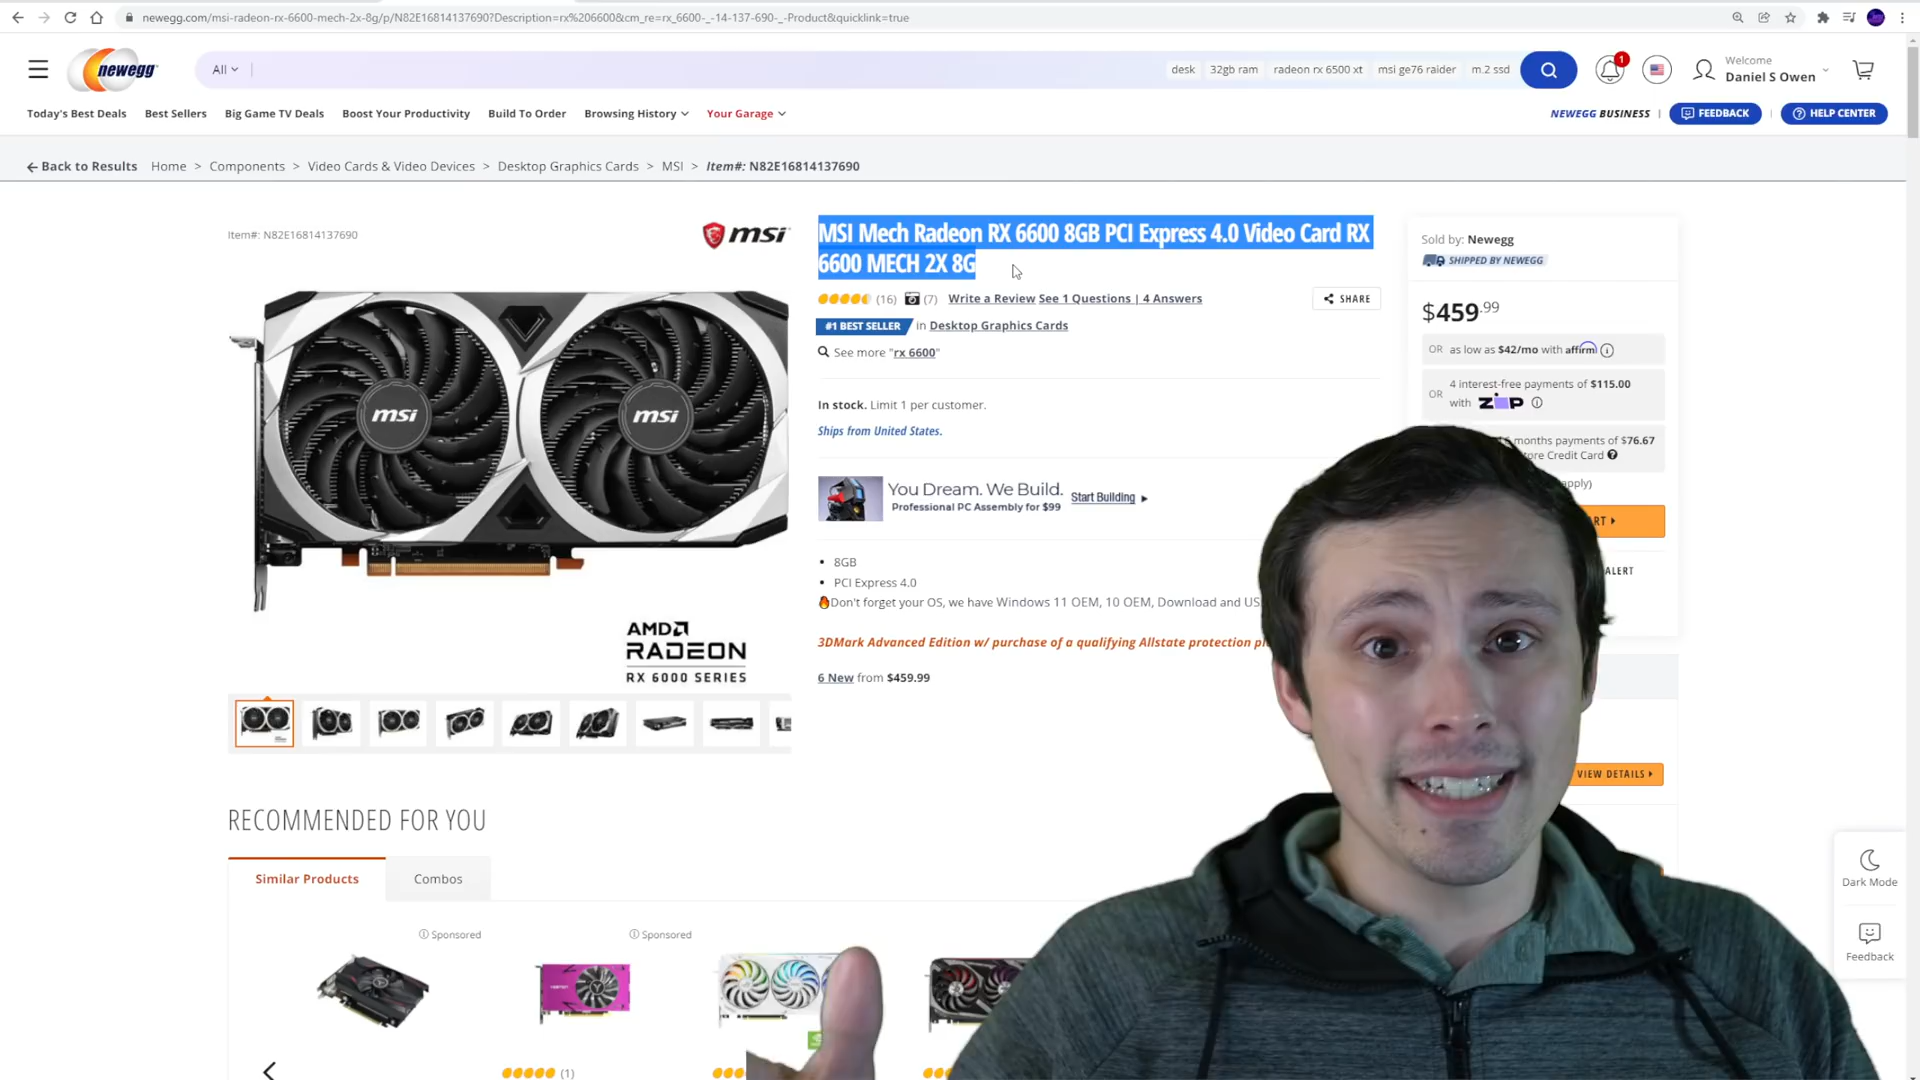 newegg.com/msi-radeon-rx-6600-mech-2x-8g/p/N82E16814137690?Description=rx%206600&cm_re=rx_6600-_-14-137-690-_-Product&quicklink=true
newegg
All
desk
32gb ram
radeon rx 6500 xt
msi ge76 raider
m.2 ssd
1
Welcome
Daniel S Owen
Today's Best Deals
Best Sellers
Big Game TV Deals
Boost Your Productivity
Build To Order
Browsing History
Your Garage
NEWEGG BUSINESS
FEEDBACK
HELP CENTER
Back to Results
Home > Components > Video Cards & Video Devices > Desktop Graphics Cards > MSI > Item#: N82E16814137690
Item#: N82E16814137690
msi
MSI Mech Radeon RX 6600 8GB PCI Express 4.0 Video Card RX
6600 MECH 2X 8G
(16) (7) Write a Review See 1 Questions | 4 Answers
SHARE
#1 BEST SELLER in Desktop Graphics Cards
See more "rx 6600"
In stock. Limit 1 per customer.
Ships from United States.
You Dream. We Build.
Professional PC Assembly for $99
Start Building
• 8GB
• PCI Express 4.0
Don't forget your OS, we have Windows 11 OEM, 10 OEM, Download and US
3DMark Advanced Edition w/ purchase of a qualifying Allstate protection pl
6 New from $459.99
Sold by: Newegg
SHIPPED BY NEWEGG
$459.99
OR as low as $42/mo with affirm
OR 4 interest-free payments of $115.00
with zip
months payments of $76.67
tore Credit Card
apply)
RT
ALERT
VIEW DETAILS
msi
msi
AMD
RADEON
RX 6000 SERIES
RECOMMENDED FOR YOU
Similar Products
Combos
Sponsored
Sponsored
(1)
Dark Mode
Feedback